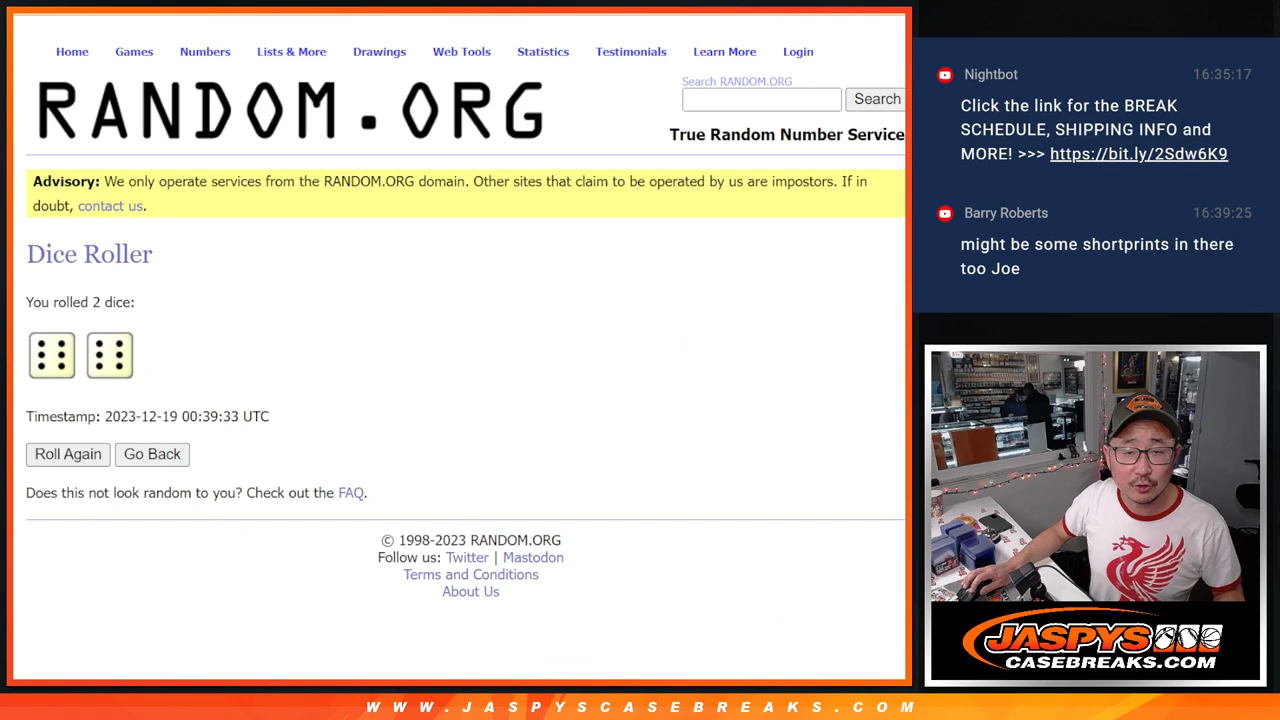 Home Games Numbers Lists & More Drawings Web Tools Statistics Testimonials Learn More Login
RANDOM.ORG
Search RANDOM.ORG
Search
True Random Number Service
Advisory: We only operate services from the RANDOM.ORG domain. Other sites that claim to be operated by us are impostors. If in
doubt, contact us.
Dice Roller
You rolled 2 dice:
Timestamp: 2023-12-19 00:39:33 UTC
Roll Again Go Back
Does this not look random to you? Check out the FAQ.
© 1998-2023 RANDOM.ORG
Follow us: Twitter | Mastodon
Terms and Conditions
About Us
Nightbot 16:35:17
Click the link for the BREAK
SCHEDULE, SHIPPING INFO and
MORE! >>> https://bit.ly/2Sdw6K9
Barry Roberts 16:39:25
might be some shortprints in there
too Joe
JASPYS
CASEBREAKS.COM
WWW.JASPYSCASEBREAKS.COM